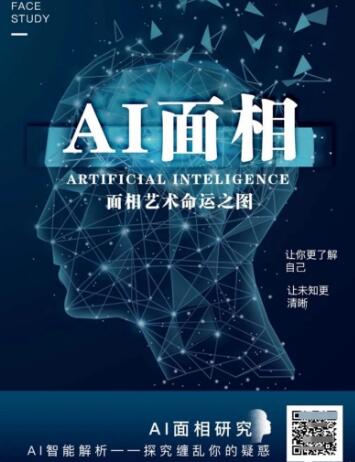 FACE
STUDY
AI面相
ARTIFICIAL INTELIGENCE
面相艺术命运之图
让你更了解
自己
让未知更
清晰
AI面相研究
AI智能解析——探究缠乱你的疑惑